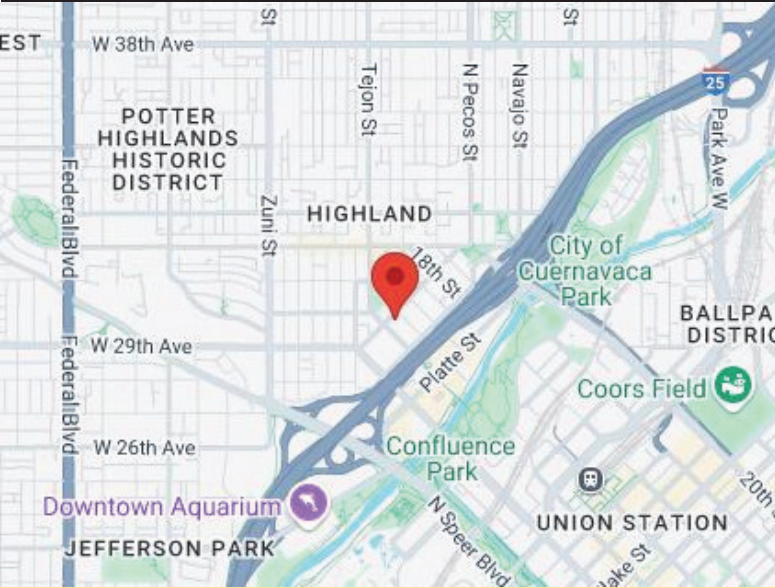 St
St
EST
W 38th Ave
25
Tejon St
N Pecos St
Navajo St
Park Ave W
POTTER
HIGHLANDS
HISTORIC
DISTRICT
Federal Blvd
Zuni St
HIGHLAND
18th St
City of
Cuernavaca
Park
BALLPA
DISTRIC
W 29th Ave
Federal Blvd
Platte St
Coors Field
W 26th Ave
Confluence
Park
Downtown Aquarium
N Speer Blvd
20th S
UNION STATION
JEFFERSON PARK
ake St